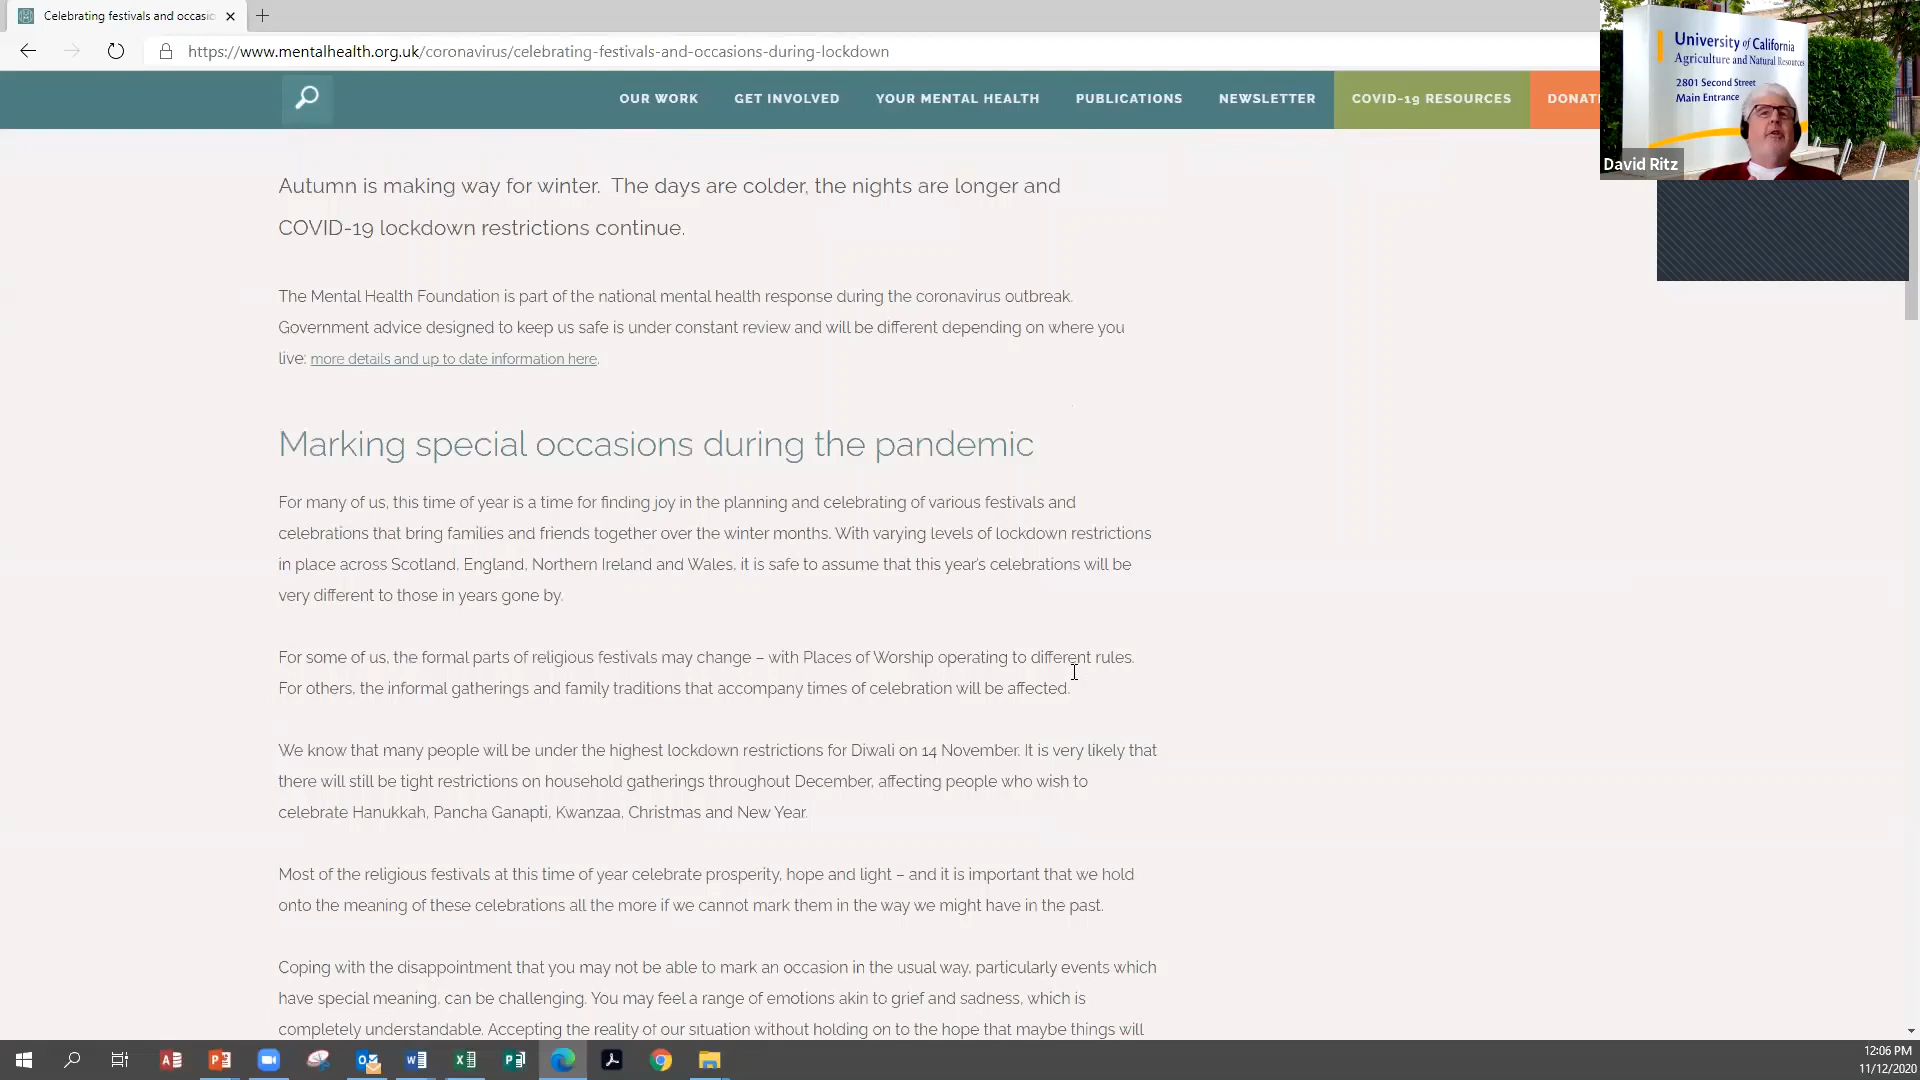 Celebrating festivals and occasio
https://www.mentalhealth.org.uk/coronavirus/celebrating-festivals-and-occasions-during-lockdown
OUR WORK GET INVOLVED YOUR MENTAL HEALTH PUBLICATIONS NEWSLETTER COVID-19 RESOURCES DONAT
University of California
Agriculture and Natural Resources
2801 Second Street
Main Entrance
David Ritz
Autumn is making way for winter. The days are colder, the nights are longer and
COVID-19 lockdown restrictions continue.
The Mental Health Foundation is part of the national mental health response during the coronavirus outbreak.
Government advice designed to keep us safe is under constant review and will be different depending on where you
live: more details and up to date information here.
Marking special occasions during the pandemic
For many of us, this time of year is a time for finding joy in the planning and celebrating of various festivals and
celebrations that bring families and friends together over the winter months. With varying levels of lockdown restrictions
in place across Scotland, England, Northern Ireland and Wales, it is safe to assume that this year's celebrations will be
very different to those in years gone by.
For some of us, the formal parts of religious festivals may change – with Places of Worship operating to different rules.
For others, the informal gatherings and family traditions that accompany times of celebration will be affected.
We know that many people will be under the highest lockdown restrictions for Diwali on 14 November. It is very likely that
there will still be tight restrictions on household gatherings throughout December, affecting people who wish to
celebrate Hanukkah, Pancha Ganapti, Kwanzaa, Christmas and New Year.
Most of the religious festivals at this time of year celebrate prosperity, hope and light – and it is important that we hold
onto the meaning of these celebrations all the more if we cannot mark them in the way we might have in the past.
Coping with the disappointment that you may not be able to mark an occasion in the usual way, particularly events which
have special meaning, can be challenging. You may feel a range of emotions akin to grief and sadness, which is
completely understandable. Accepting the reality of our situation without holding on to the hope that maybe things will
12:06 PM
11/12/2020